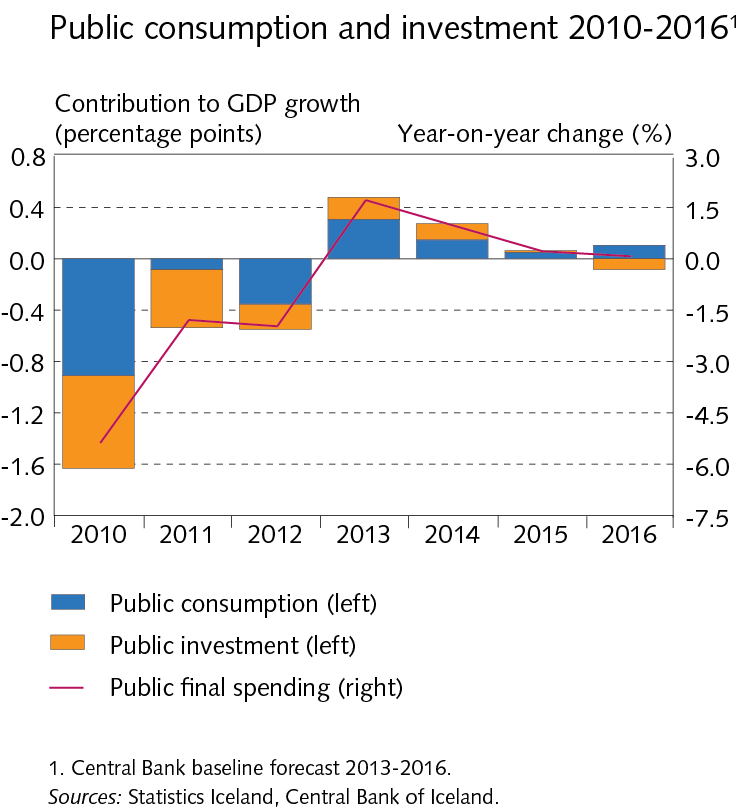 Public consumption and investment 2010-2016¹
Contribution to GDP growth
(percentage points)
Year-on-year change (%)
0.8
0.4
0.0
-0.4
-0.8
-1.2
-1.6
-2.0
3.0
1.5
0.0
-1.5
-3.0
-4.5
-6.0
-7.5
2010 2011 2012 2013 2014 2015 2016
Public consumption (left)
Public investment (left)
Public final spending (right)
1. Central Bank baseline forecast 2013-2016.
Sources: Statistics Iceland, Central Bank of Iceland.